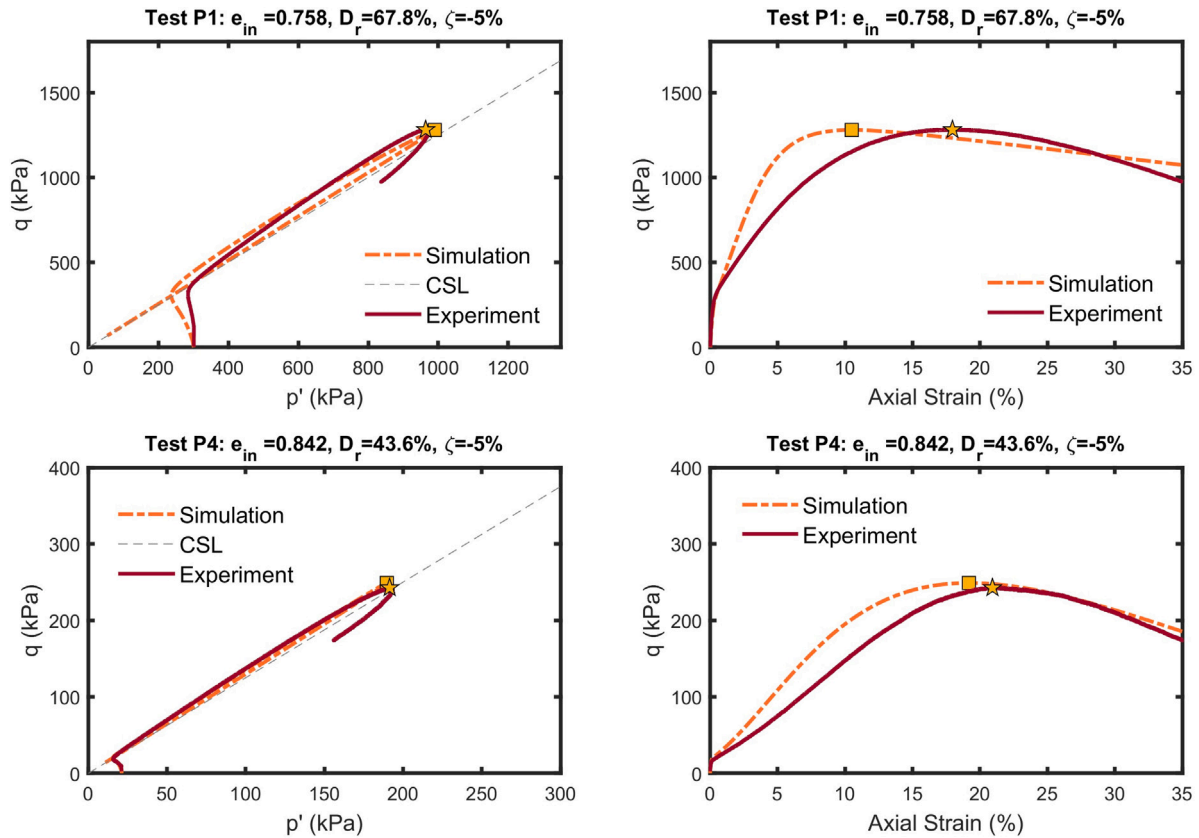 Test P1: e_in =0.758, D_r=67.8%, ζ=-5%
q (kPa)
1500
1000
500
0
Simulation
CSL
Experiment
0 200 400 600 800 1000 1200
p' (kPa)
Test P1: e_in =0.758, D_r=67.8%, ζ=-5%
q (kPa)
1500
1000
500
0
Simulation
Experiment
0 5 10 15 20 25 30 35
Axial Strain (%)
Test P4: e_in =0.842, D_r=43.6%, ζ=-5%
q (kPa)
400
300
200
100
0
Simulation
CSL
Experiment
0 50 100 150 200 250 300
p' (kPa)
Test P4: e_in =0.842, D_r=43.6%, ζ=-5%
q (kPa)
400
300
200
100
0
Simulation
Experiment
0 5 10 15 20 25 30 35
Axial Strain (%)